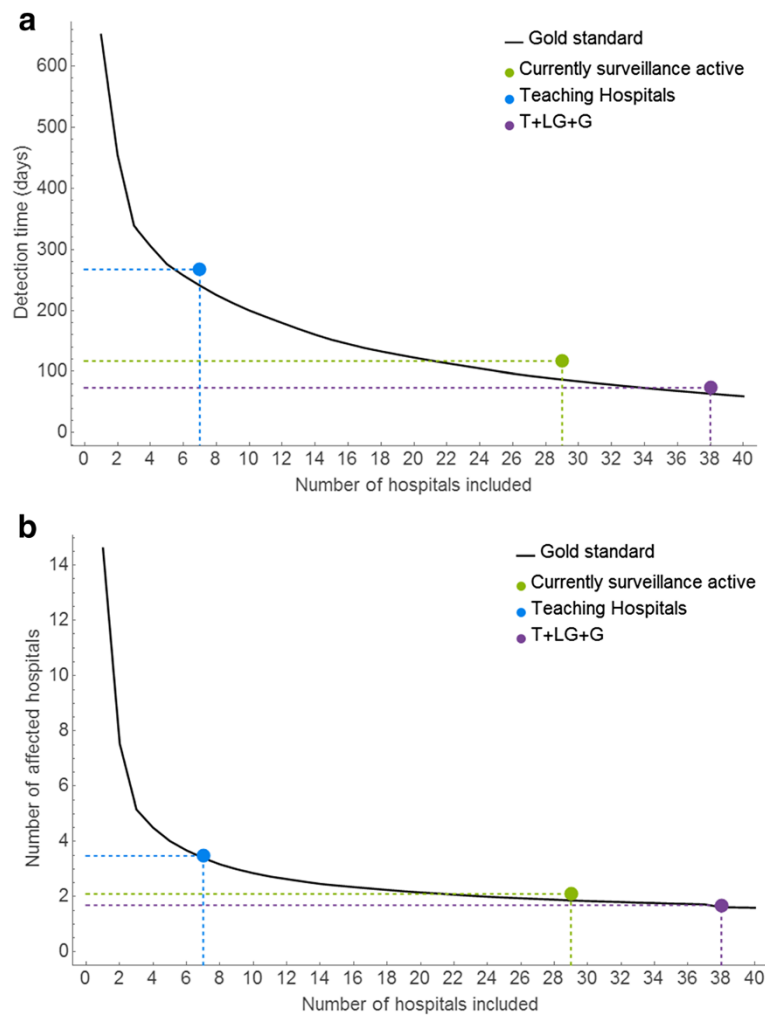 a
Gold standard
Currently surveillance active
Teaching Hospitals
T+LG+G
Detection time (days)
600
500
400
300
200
100
0
0 2 4 6 8 10 12 14 16 18 20 22 24 26 28 30 32 34 36 38 40
Number of hospitals included
b
Gold standard
Currently surveillance active
Teaching Hospitals
T+LG+G
Number of affected hospitals
14
12
10
8
6
4
2
0
0 2 4 6 8 10 12 14 16 18 20 22 24 26 28 30 32 34 36 38 40
Number of hospitals included